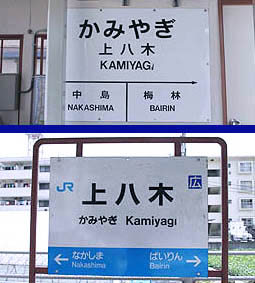 かみやぎ
上八木
KAMIYAGI
中島 梅林
NAKASHIMA BAIRIN
JR 上八木 広
かみやぎ Kamiyagi
なかしま ばいりん
Nakashima Bairin